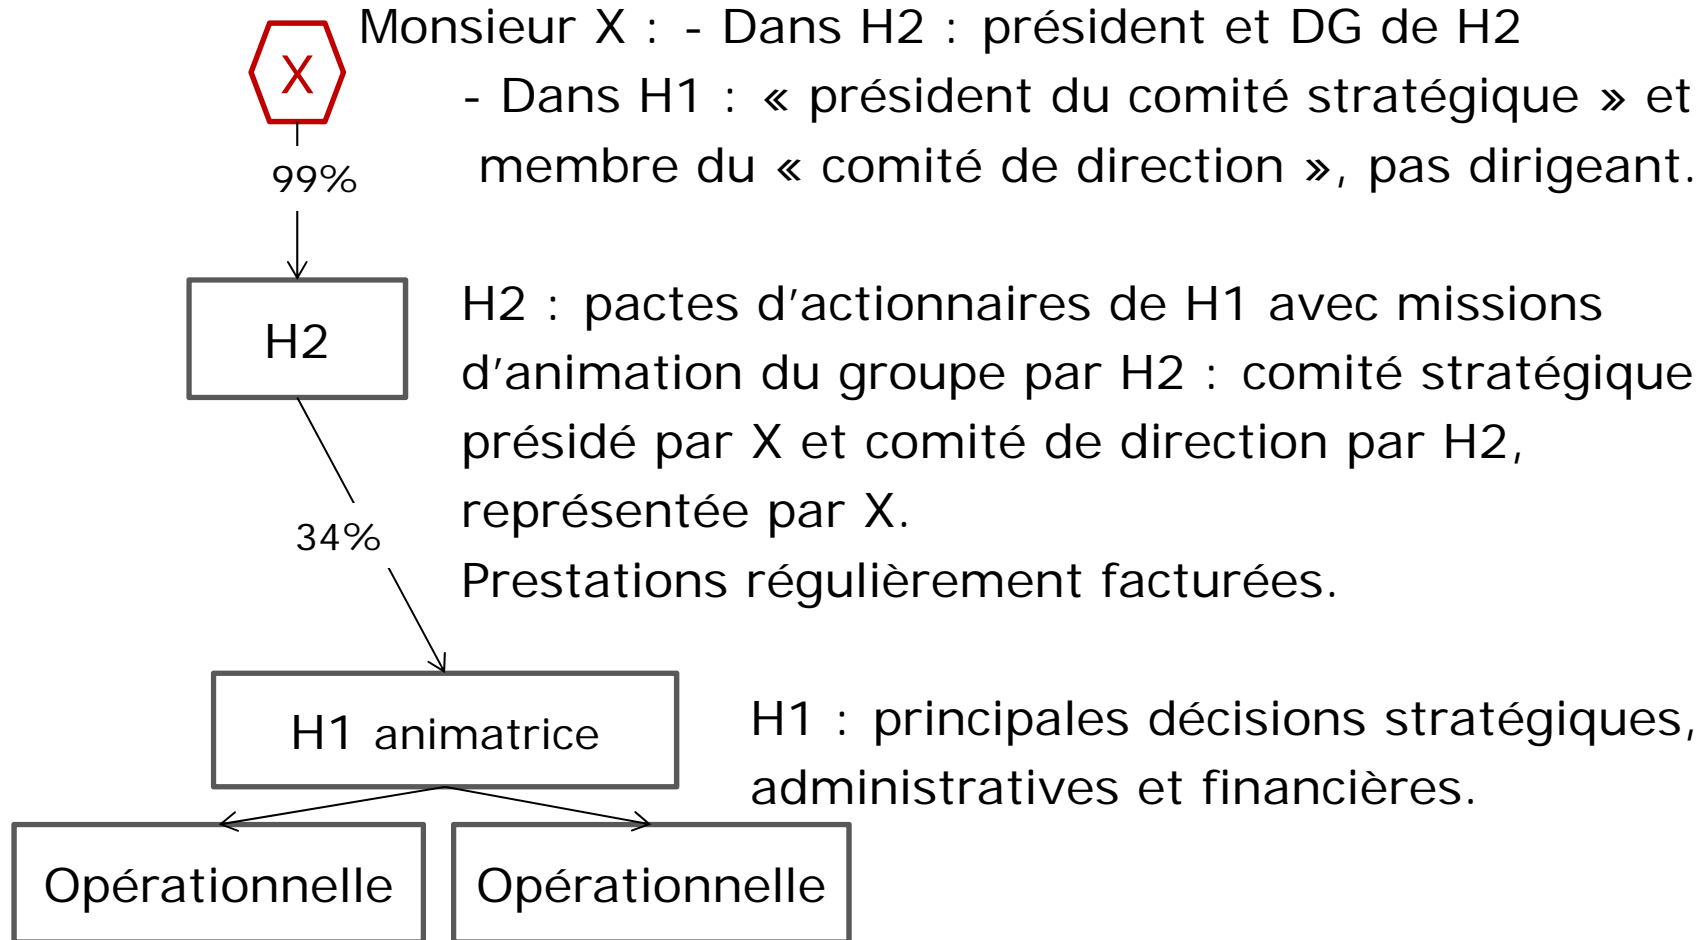 X
Monsieur X : - Dans H2 : président et DG de H2
- Dans H1 : « président du comité stratégique » et
membre du « comité de direction », pas dirigeant.
99%
H2
H2 : pactes d’actionnaires de H1 avec missions
d’animation du groupe par H2 : comité stratégique
présidé par X et comité de direction par H2,
représentée par X.
Prestations régulièrement facturées.
34%
H1 animatrice
H1 : principales décisions stratégiques,
administratives et financières.
Opérationnelle
Opérationnelle